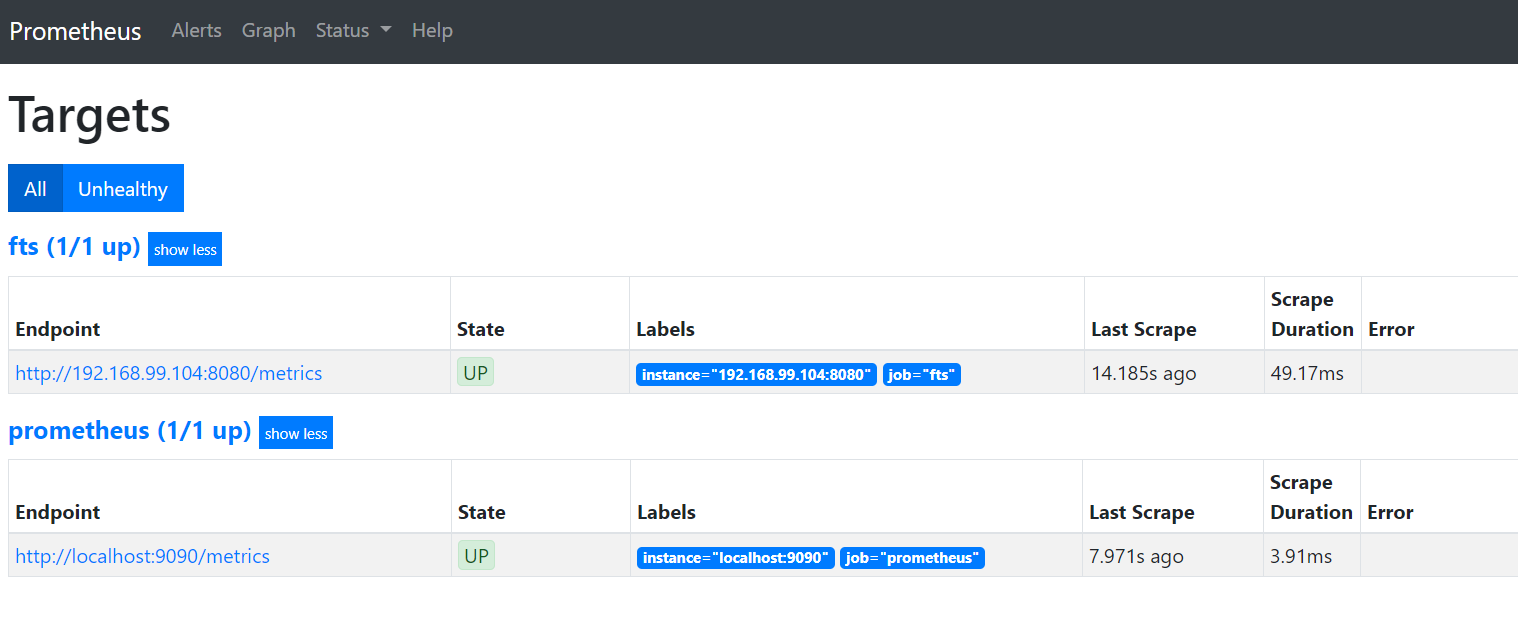 Prometheus Alerts Graph Status Help
Targets
All Unhealthy
fts (1/1 up) show less
Scrape
Endpoint State Labels Last Scrape Duration Error
http://192.168.99.104:8080/metrics UP instance="192.168.99.104:8080" job="fts" 14.185s ago 49.17ms
prometheus (1/1 up) show less
Scrape
Endpoint State Labels Last Scrape Duration Error
http://localhost:9090/metrics UP instance="localhost:9090" job="prometheus" 7.971s ago 3.91ms